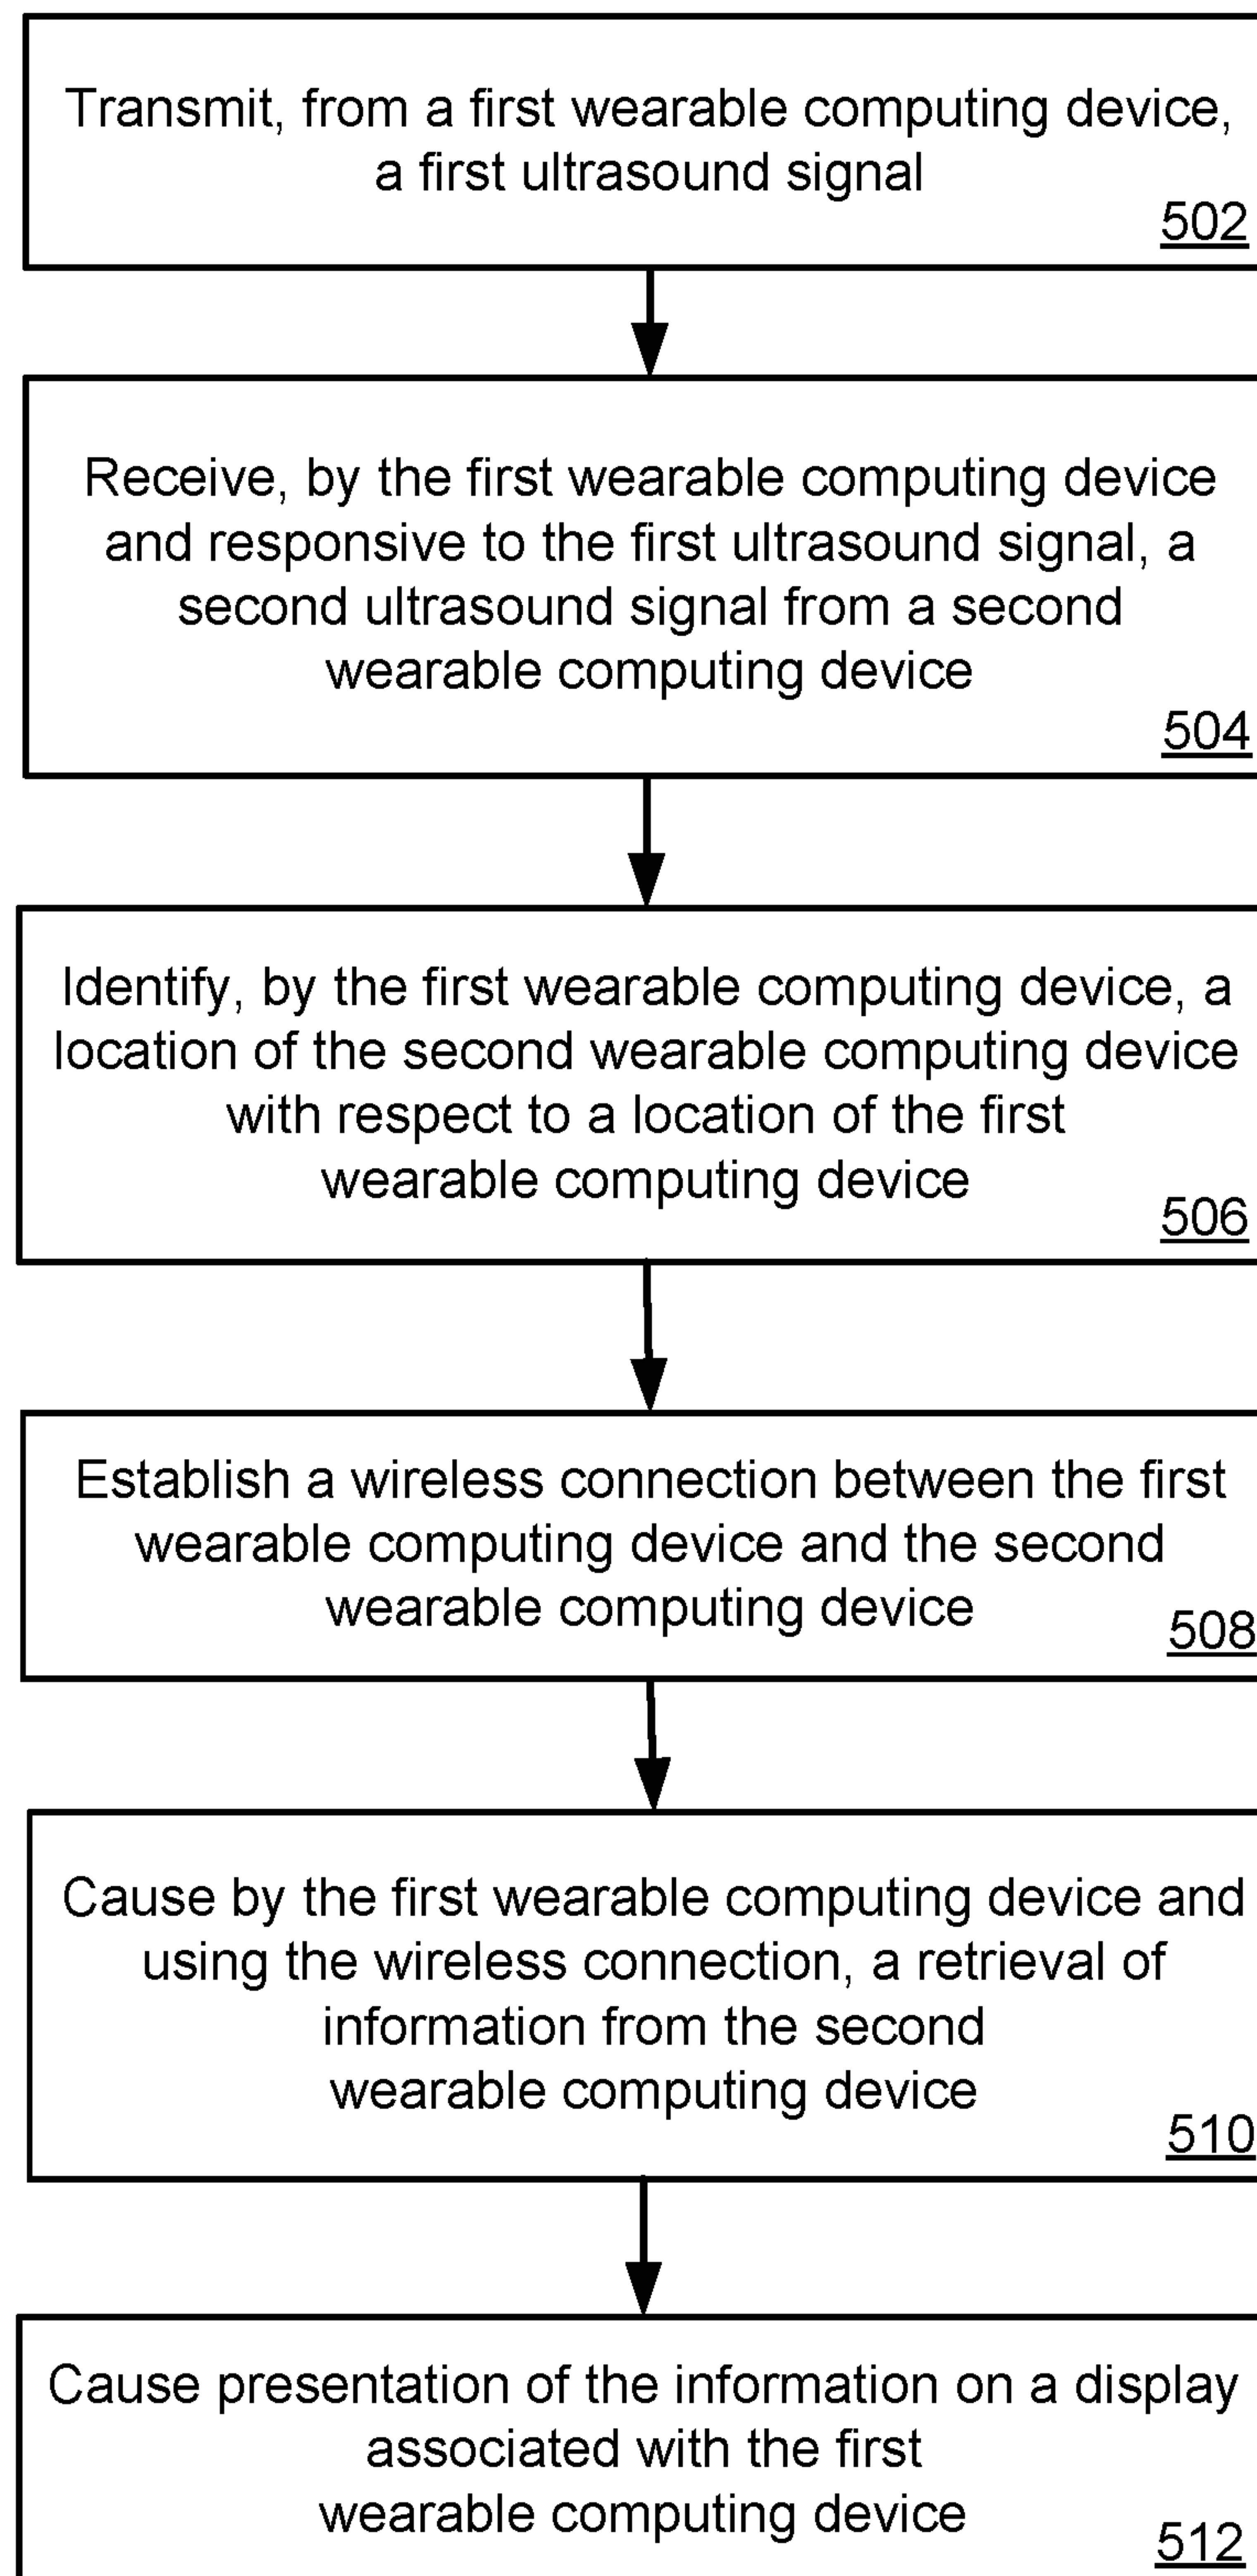 Transmit, from a first wearable computing device,
a first ultrasound signal
502
Receive, by the first wearable computing device
and responsive to the first ultrasound signal, a
second ultrasound signal from a second
wearable computing device
504
Identify, by the first wearable computing device, a
location of the second wearable computing device
with respect to a location of the first
wearable computing device
506
Establish a wireless connection between the first
wearable computing device and the second
wearable computing device
508
Cause by the first wearable computing device and
using the wireless connection, a retrieval of
information from the second
wearable computing device
510
Cause presentation of the information on a display
associated with the first
wearable computing device
512